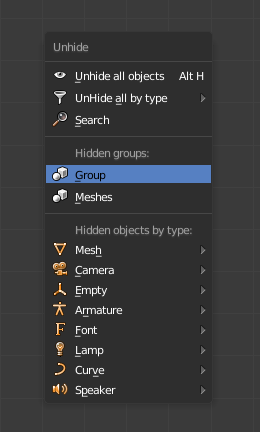 Unhide
Unhide all objects Alt H
UnHide all by type
Search
Hidden groups:
Group
Meshes
Hidden objects by type:
Mesh
Camera
Empty
Armature
Font
Lamp
Curve
Speaker